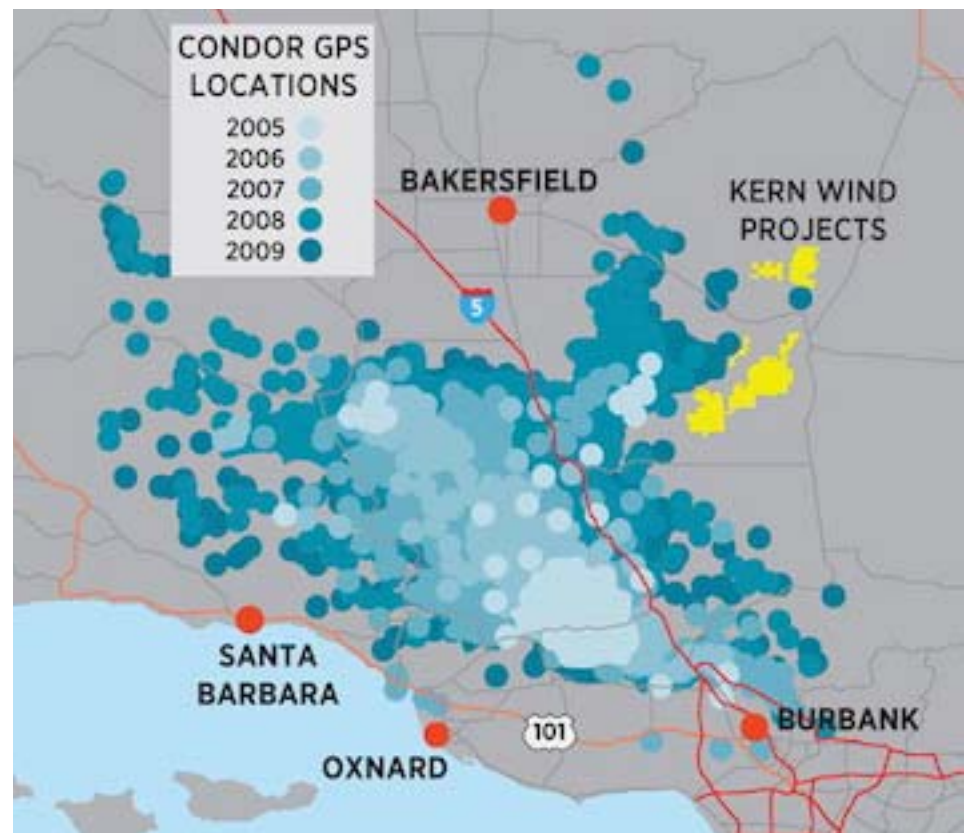 CONDOR GPS
LOCATIONS
2005
2006
2007
2008
2009
BAKERSFIELD
KERN WIND
PROJECTS
5
SANTA
BARBARA
OXNARD
101
BURBANK